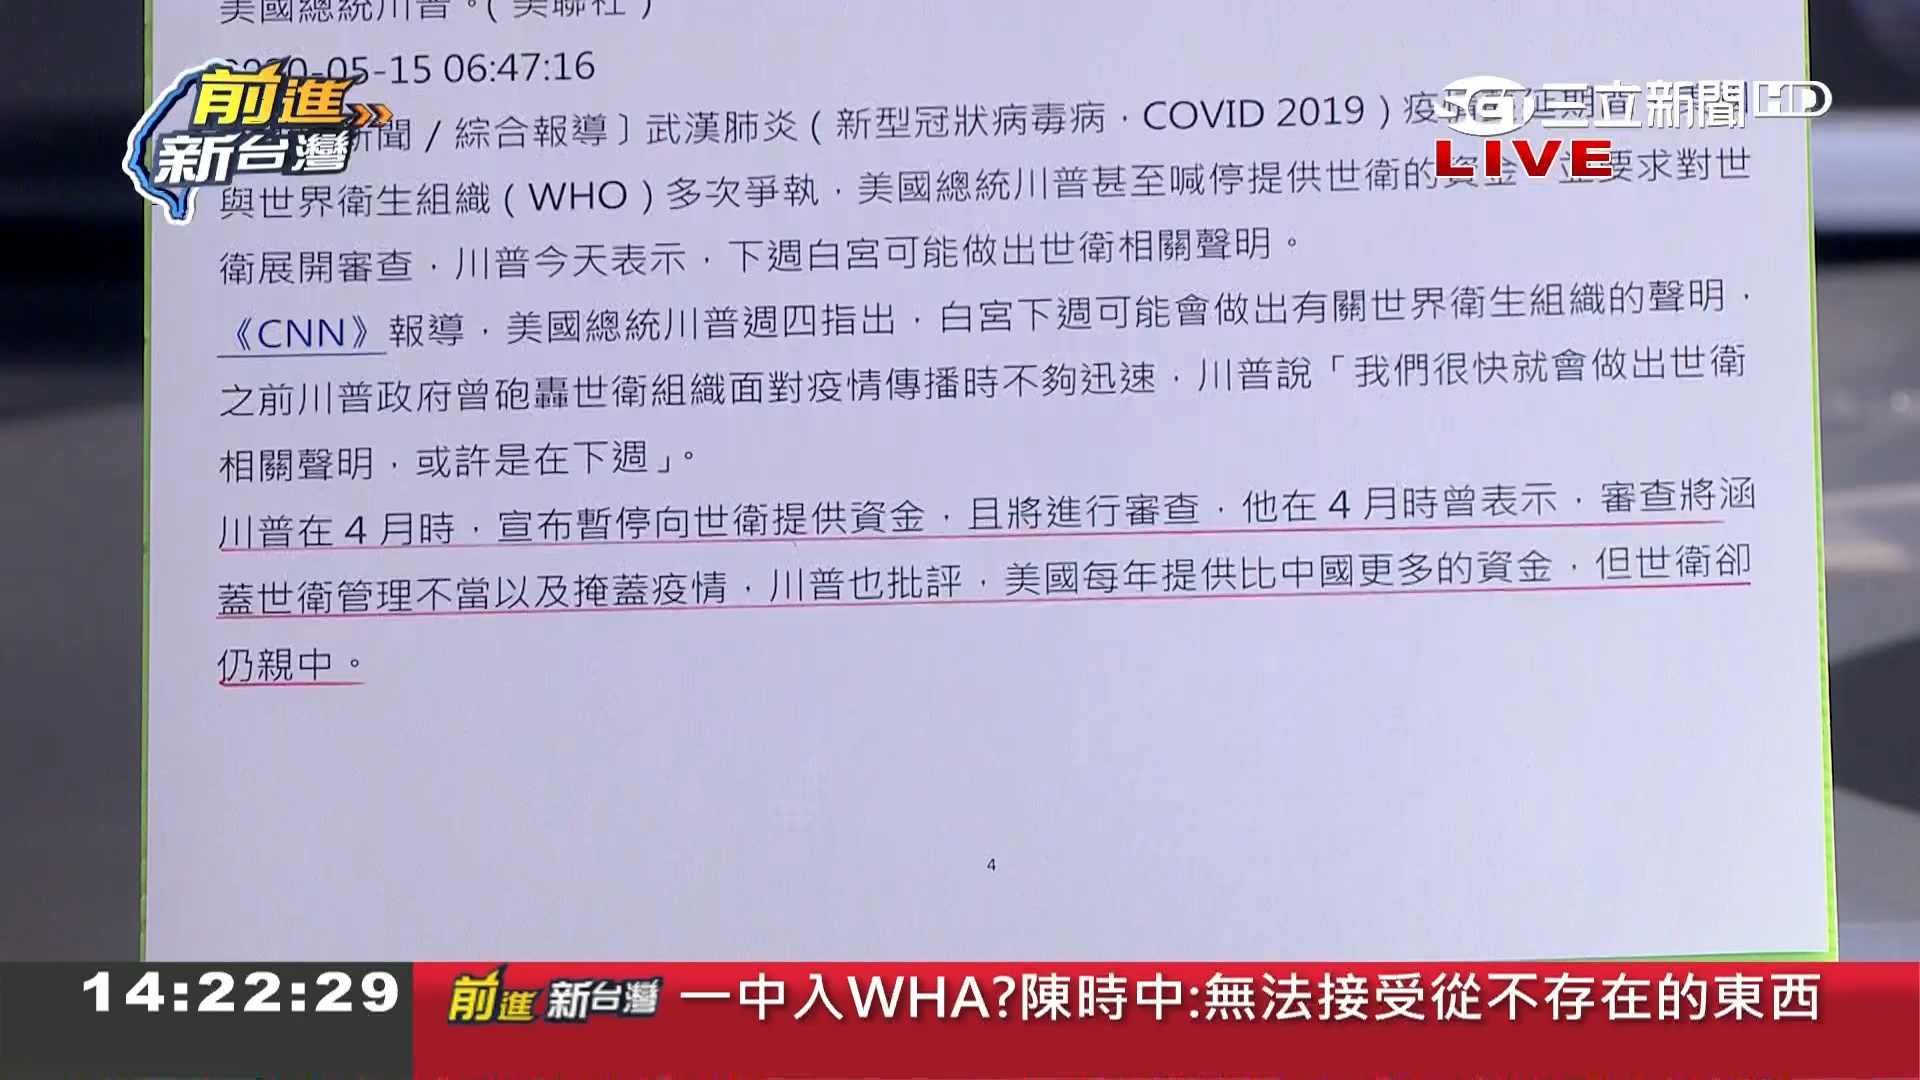 美國總統川普。(美聯社)
-05-15 06:47:16
前進新台灣
三立新聞HD
LIVE
新聞/綜合報導〕武漢肺炎(新型冠狀病毒病,COVID 2019)疫情蔓延期間,
與世界衛生組織(WHO)多次爭執,美國總統川普甚至喊停提供世衛的資金,並要求對世
衛展開審查,川普今天表示,下週白宮可能做出世衛相關聲明。
《CNN》報導,美國總統川普週四指出,白宮下週可能會做出有關世界衛生組織的聲明,
之前川普政府曾砲轟世衛組織面對疫情傳播時不夠迅速,川普說「我們很快就會做出世衛
相關聲明,或許是在下週」。
川普在4月時,宣布暫停向世衛提供資金,且將進行審查,他在4月時曾表示,審查將涵
蓋世衛管理不當以及掩蓋疫情,川普也批評,美國每年提供比中國更多的資金,但世衛卻
仍親中。
4
14:22:29
前進新台灣
一中入WHA?陳時中:無法接受從不存在的東西